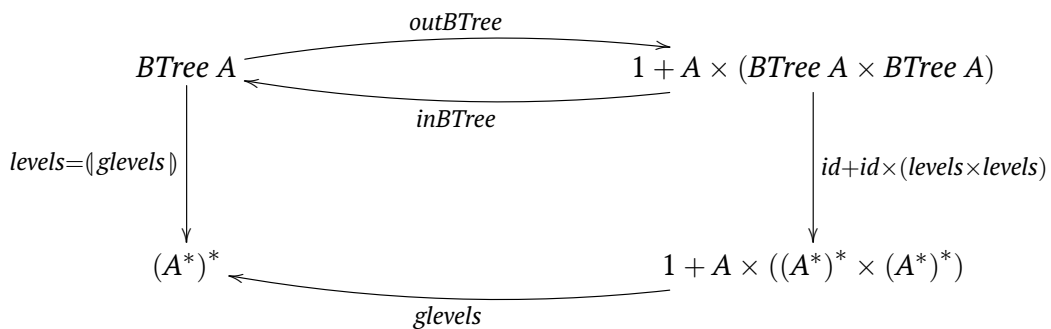 outBTree
BTree A 1 + A × (BTree A × BTree A)
inBTree
levels=⦇glevels⦈ id+id×(levels×levels)
(A*)* 1 + A × ((A*)* × (A*)*)
glevels